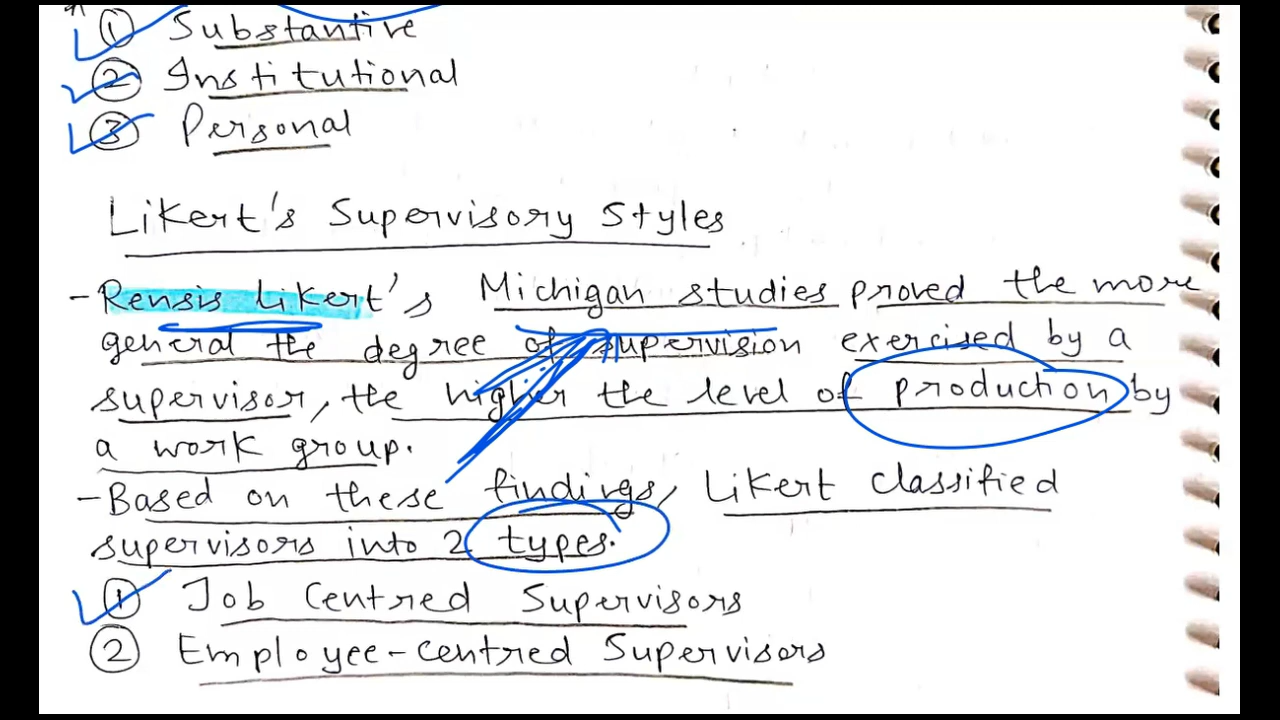 ① Substantive
② Institutional
③ Personal
Likert's Supervisory Styles
- Rensis Likert's Michigan studies proved the more
general the degree of supervision exercised by a
supervisor, the higher the level of production by
a work group.
- Based on these findings, Likert classified
supervisors into 2 types.
① Job Centred Supervisors
② Employee-centred Supervisors